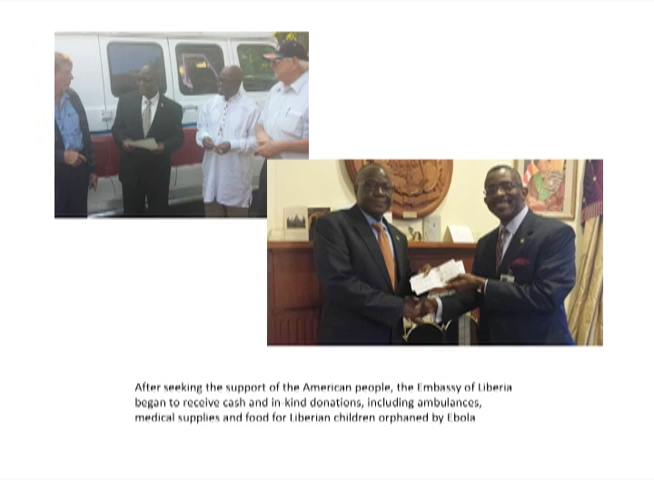 After seeking the support of the American people, the Embassy of Liberia
began to receive cash and in-kind donations, including ambulances,
medical supplies and food for Liberian children orphaned by Ebola